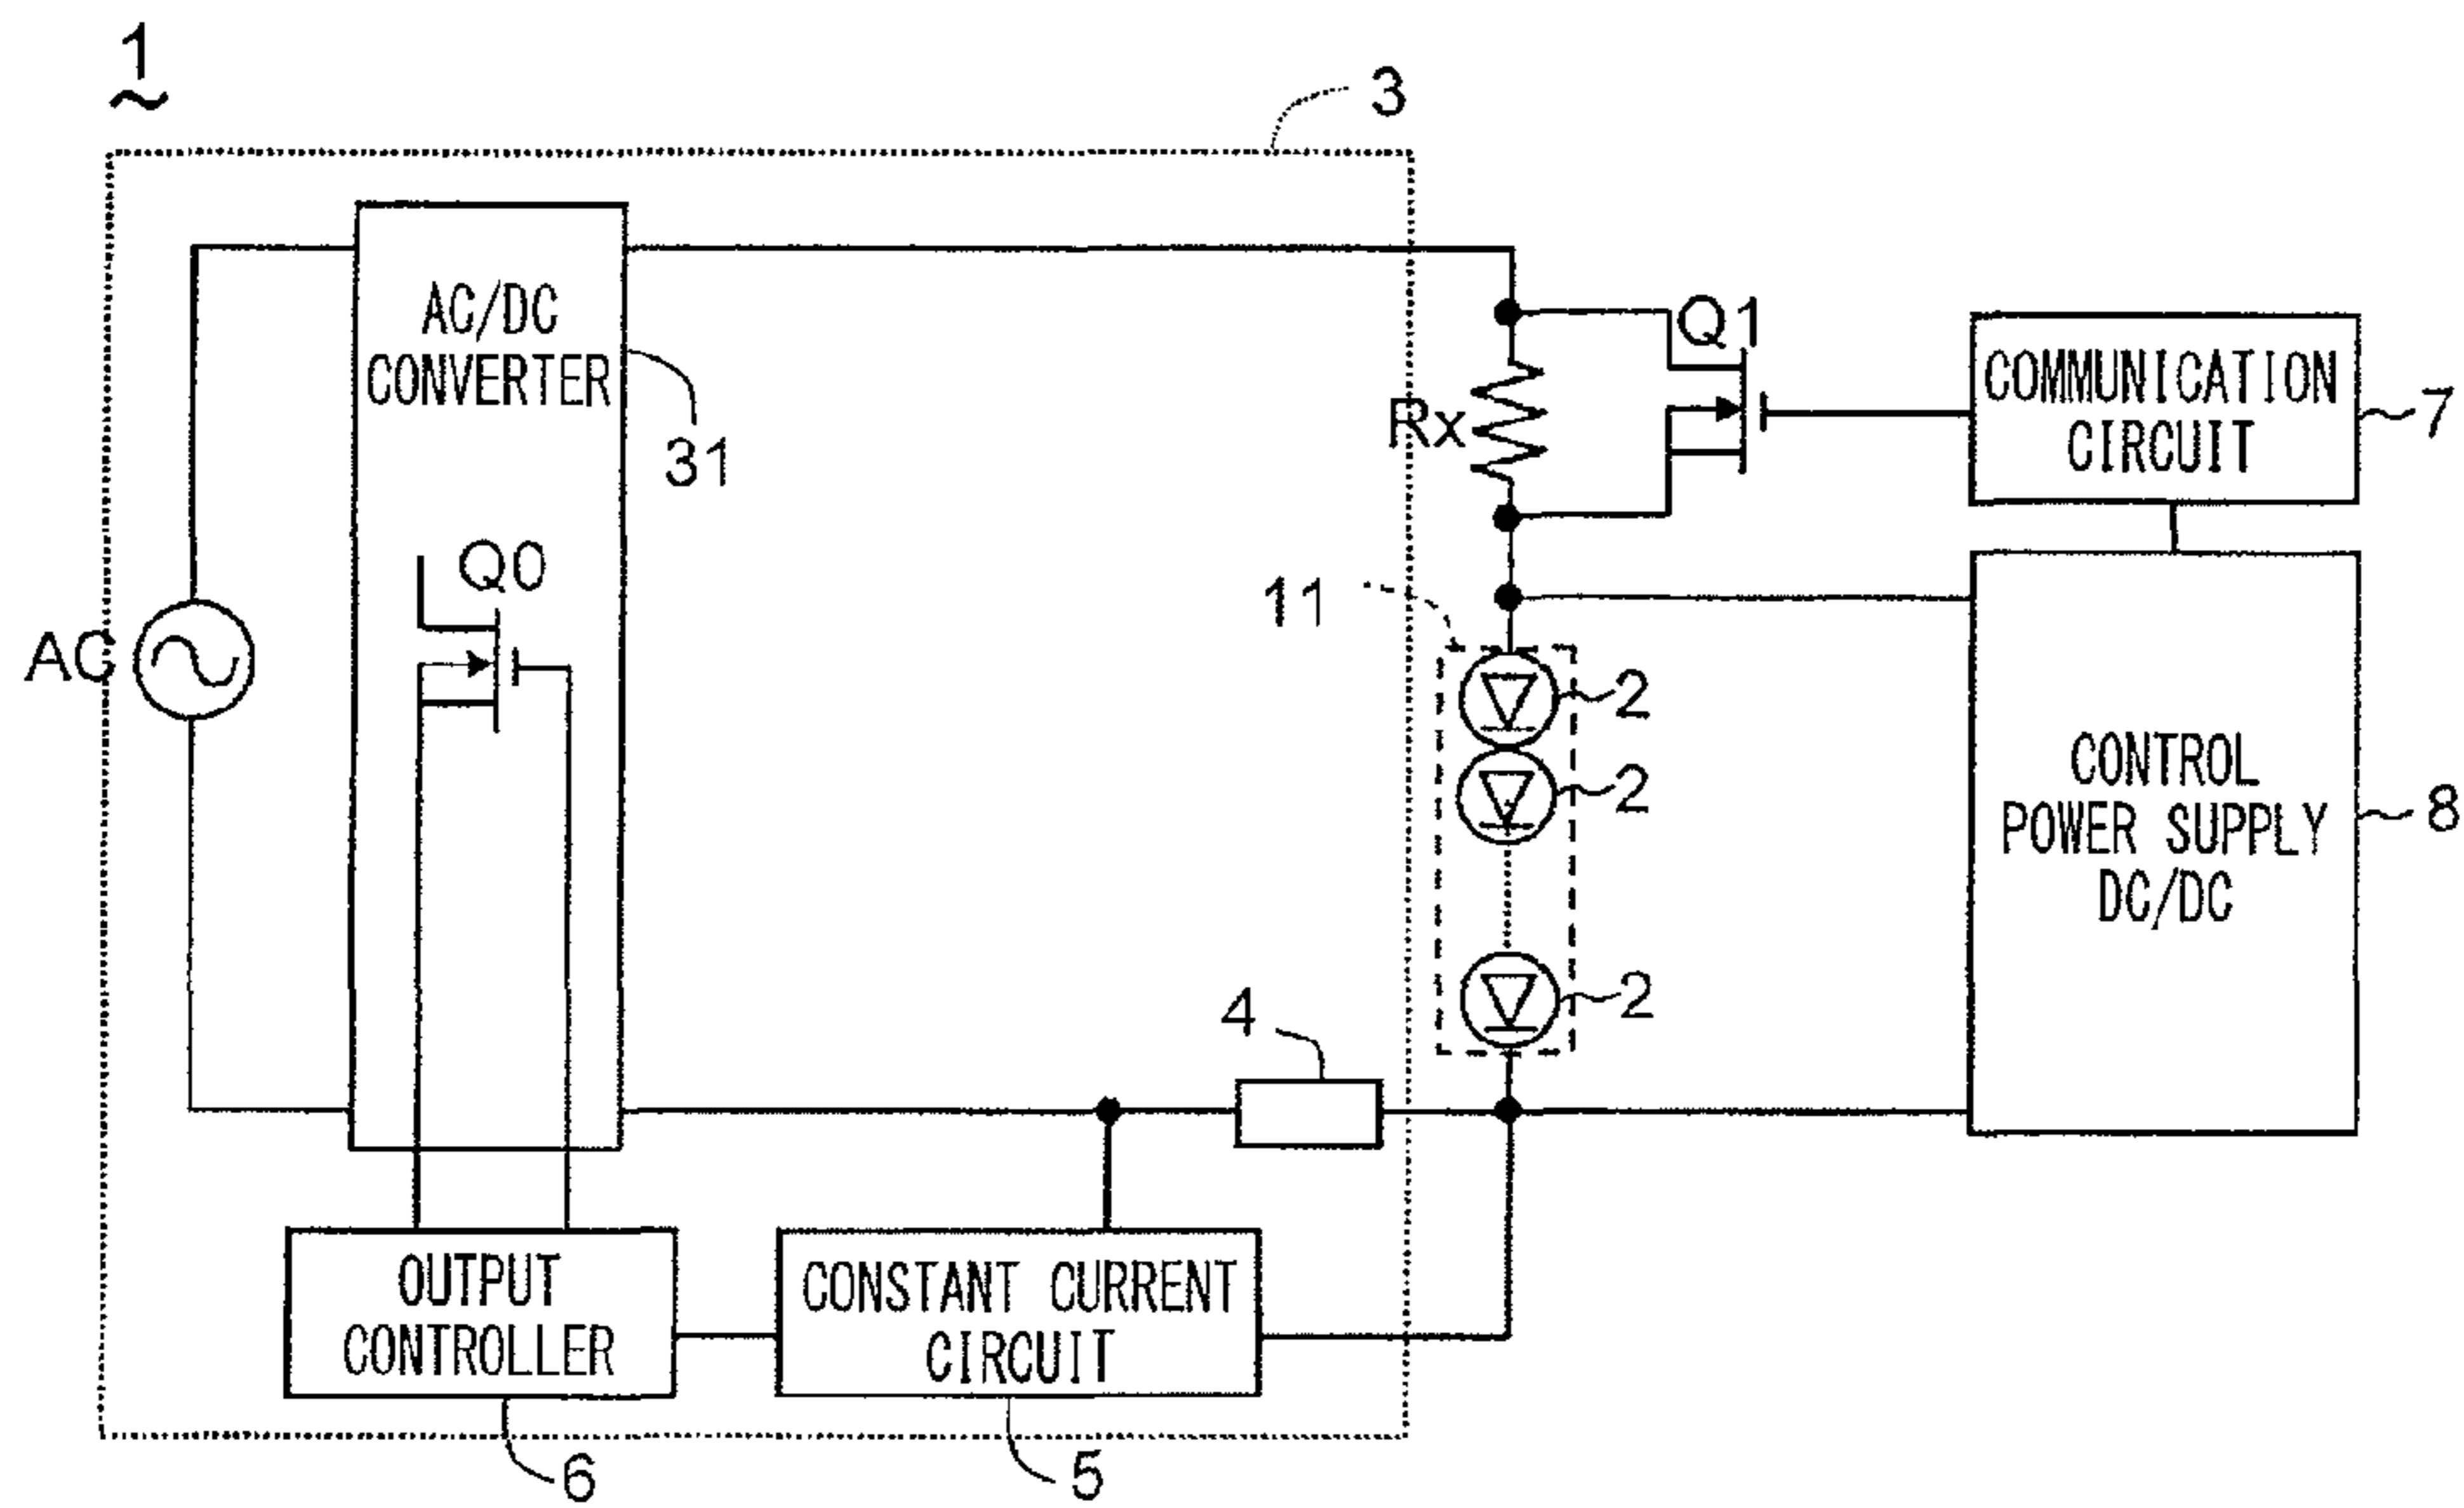 1
3
AC/DC
CONVERTER
31
Q0
AC
Rx
Q1
COMMUNICATION
CIRCUIT
7
11
2
2
2
CONTROL
POWER SUPPLY
DC/DC
8
4
OUTPUT
CONTROLLER
6
CONSTANT CURRENT
CIRCUIT
5